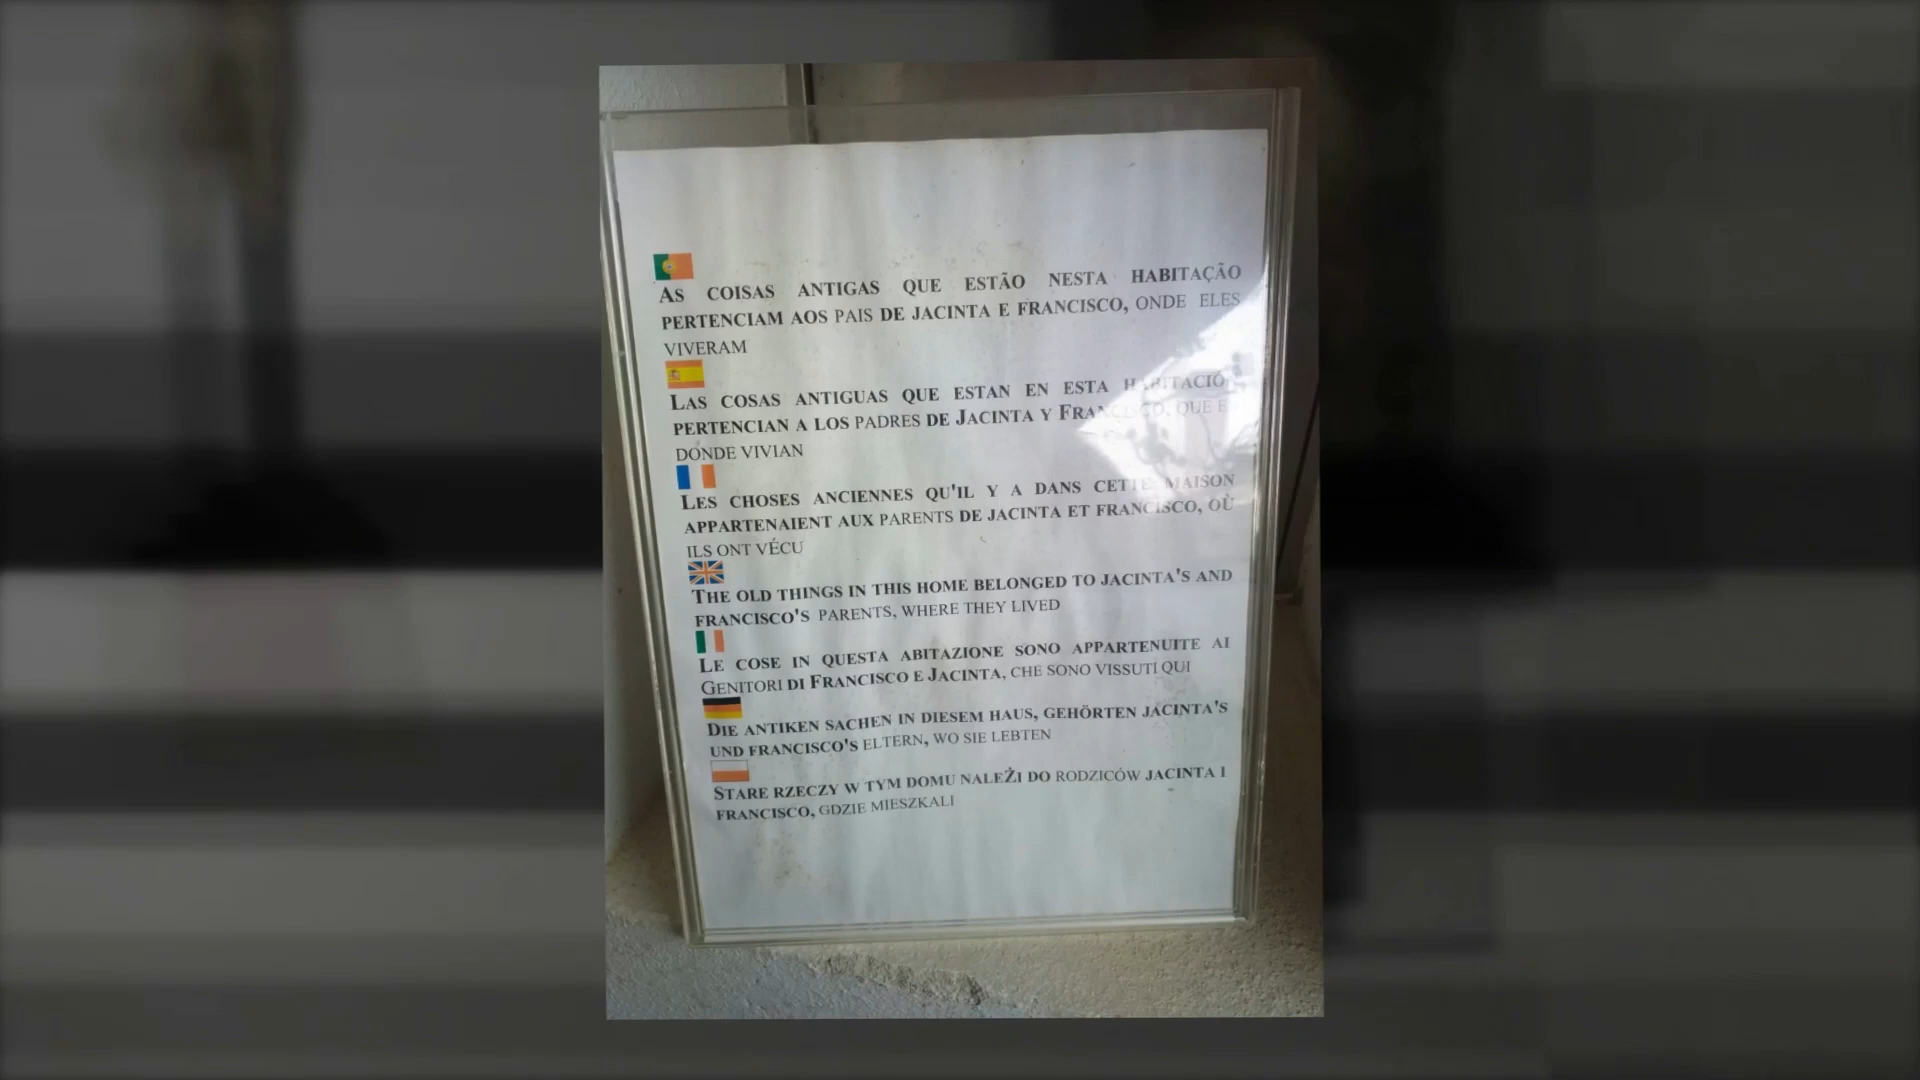 AS COISAS ANTIGAS QUE ESTÃO NESTA HABITAÇÃO
PERTENCIAM AOS PAIS DE JACINTA E FRANCISCO, ONDE ELES
VIVERAM
LAS COSAS ANTIGUAS QUE ESTAN EN ESTA HABITACIÓ
PERTENCIAN A LOS PADRES DE JACINTA Y FRANCISCO, QUE
DÓNDE VIVIAN
LES CHOSES ANCIENNES QU'IL Y A DANS CETTE MAISON
APPARTENAIENT AUX PARENTS DE JACINTA ET FRANCISCO, OÙ
ILS ONT VÉCU
THE OLD THINGS IN THIS HOME BELONGED TO JACINTA'S AND
FRANCISCO'S PARENTS, WHERE THEY LIVED
LE COSE IN QUESTA ABITAZIONE SONO APPARTENUITE AI
GENITORI DI FRANCISCO E JACINTA, CHE SONO VISSUTI QUI
DIE ANTIKEN SACHEN IN DIESEM HAUS, GEHÖRTEN JACINTA'S
UND FRANCISCO'S ELTERN, WO SIE LEBTEN
STARE RZECZY W TYM DOMU NALEŻI DO RODZICÓW JACINTA I
FRANCISCO, GDZIE MIESZKALI